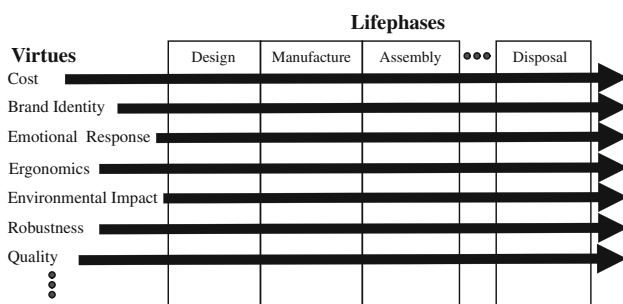 Lifephases
Virtues
Design Manufacture Assembly Disposal
Cost
Brand Identity
Emotional Response
Ergonomics
Environmental Impact
Robustness
Quality